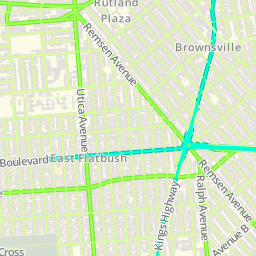 Rutland
Plaza
Remsen Avenue
Brownsville
Utica Avenue
Boulevard
East Flatbush
Remsen Avenue
Kings Highway
Ralph Avenue
Avenue B
Cross